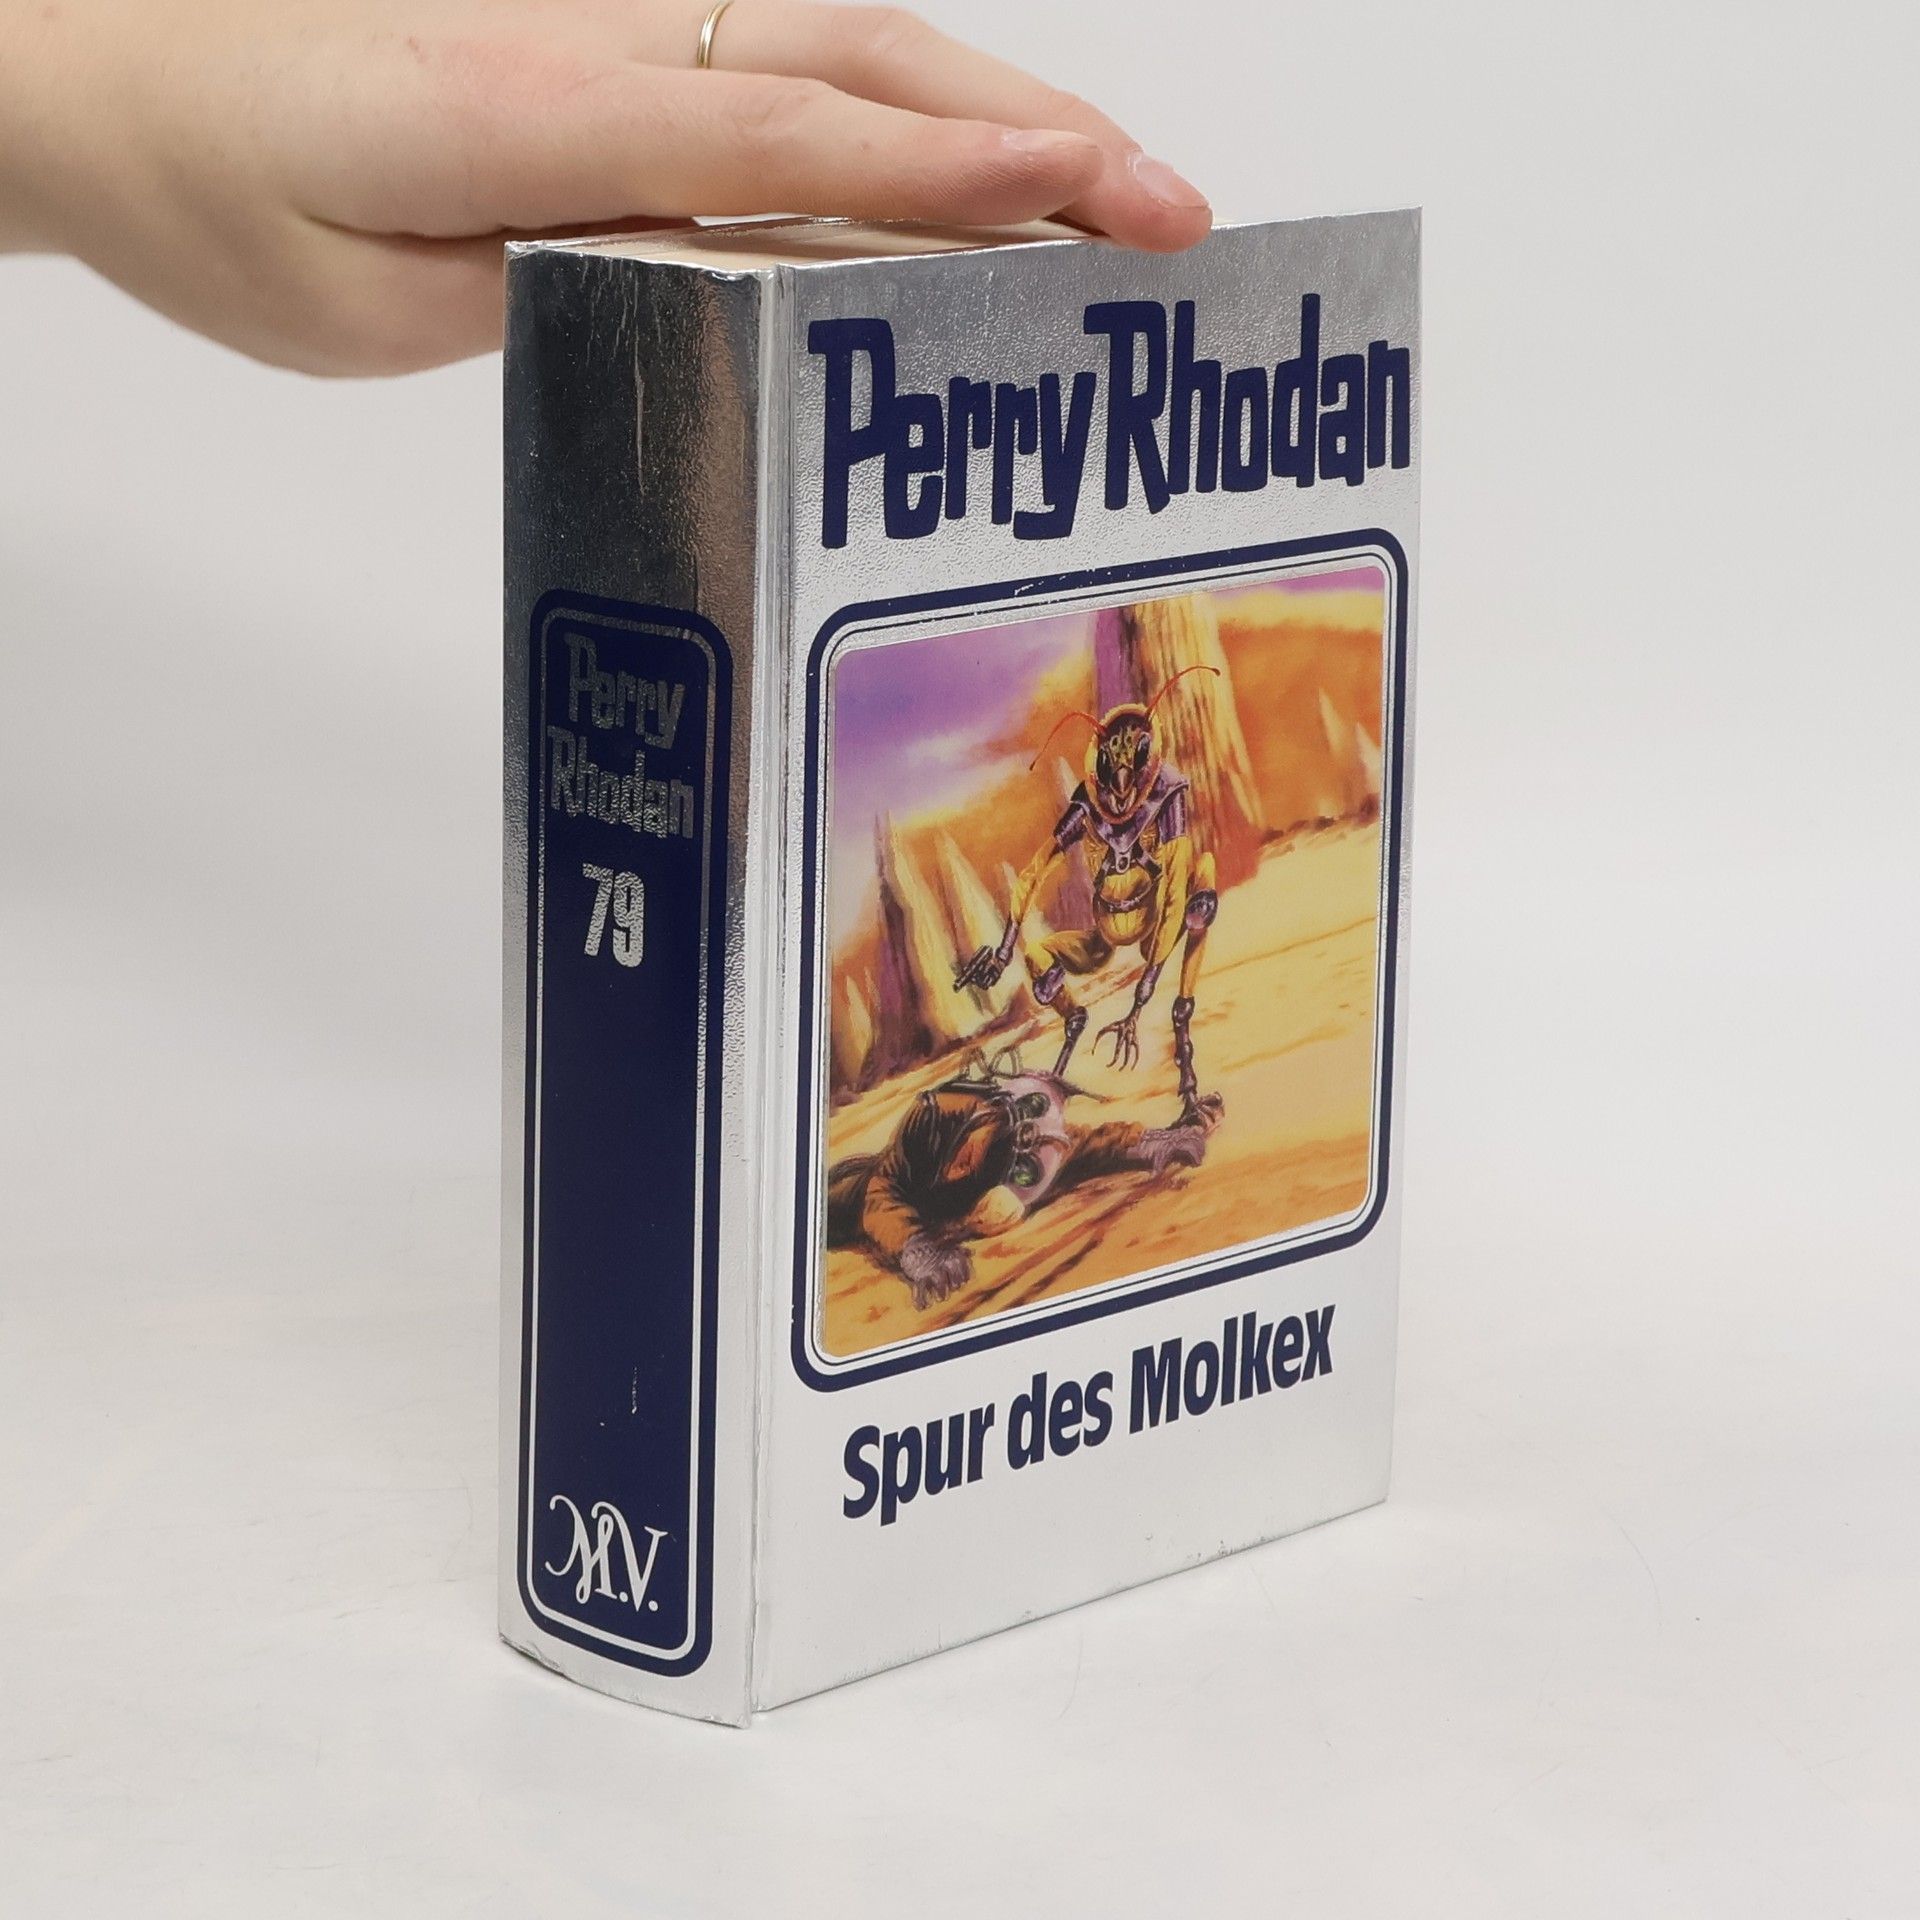 Perry Rhodan
Spur des Molkex
Perry
Rhodan
79
M.V.